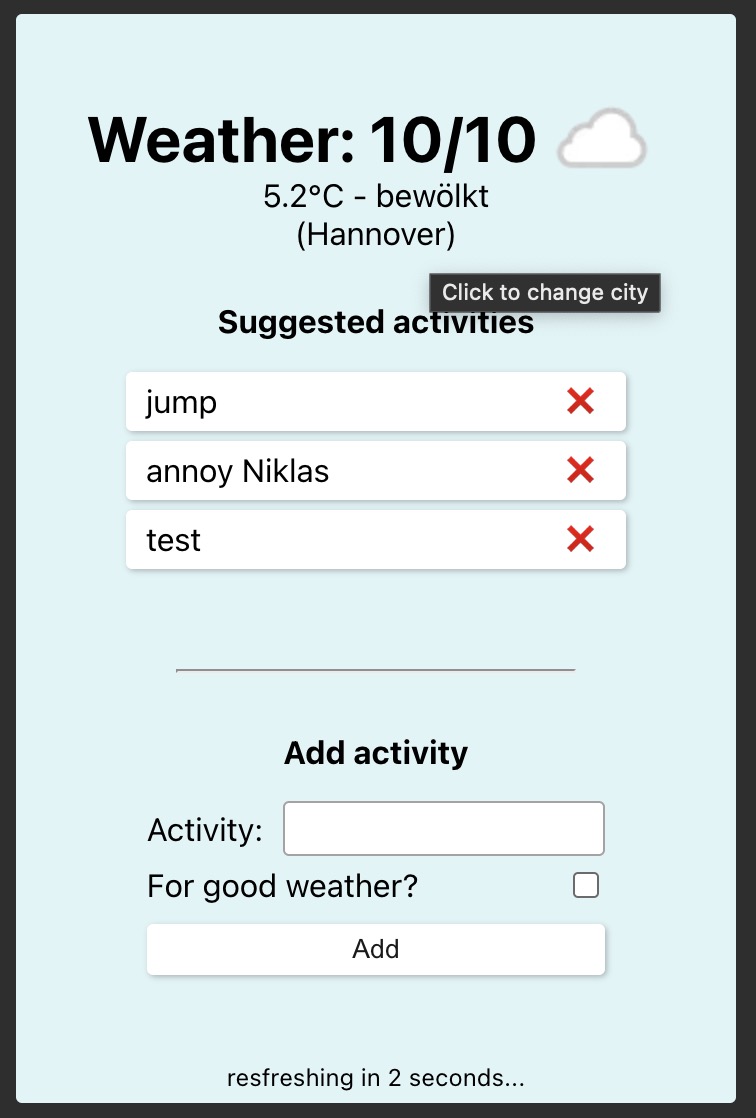 Weather: 10/10
5.2°C - bewölkt
(Hannover)
Click to change city
Suggested activities
jump
annoy Niklas
test
Add activity
Activity:
For good weather?
Add
resfreshing in 2 seconds...